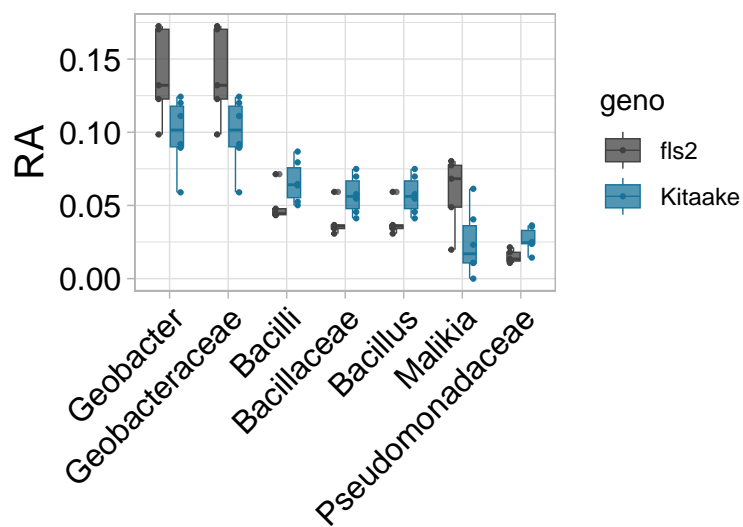 RA
0.15
0.10
0.05
0.00
Geobacter
Geobacteraceae
Bacilli
Bacillaceae
Bacillus
Malikia
Pseudomonadaceae
geno
fls2
Kitaake